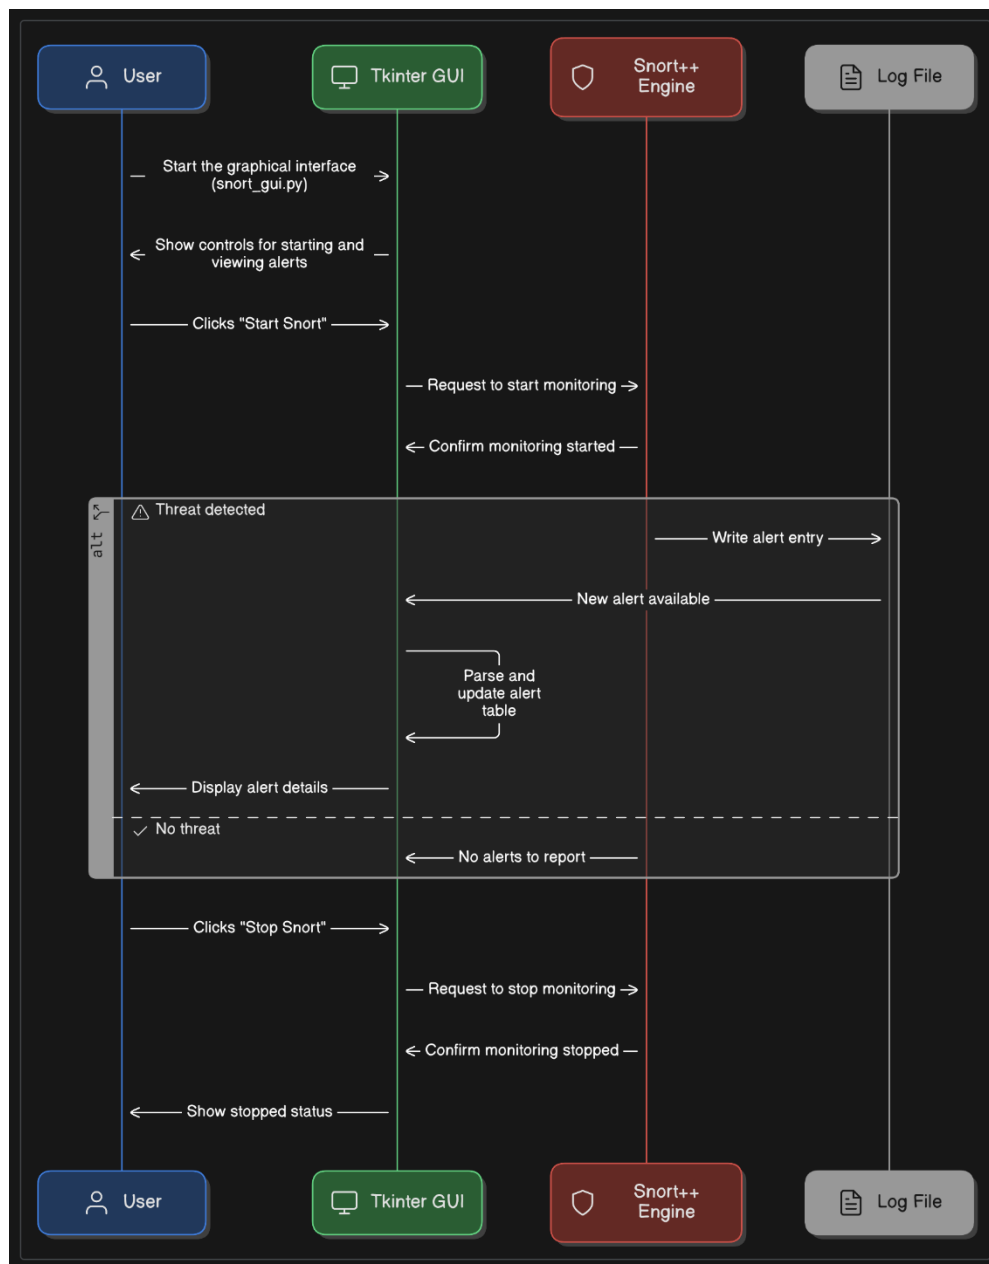 User
Tkinter GUI
Snort++
Engine
Log File
Start the graphical interface
(snort_gui.py)
Show controls for starting and
viewing alerts
Clicks "Start Snort"
Request to start monitoring
Confirm monitoring started
alt
Threat detected
Write alert entry
New alert available
Parse and
update alert
table
Display alert details
No threat
No alerts to report
Clicks "Stop Snort"
Request to stop monitoring
Confirm monitoring stopped
Show stopped status
User
Tkinter GUI
Snort++
Engine
Log File